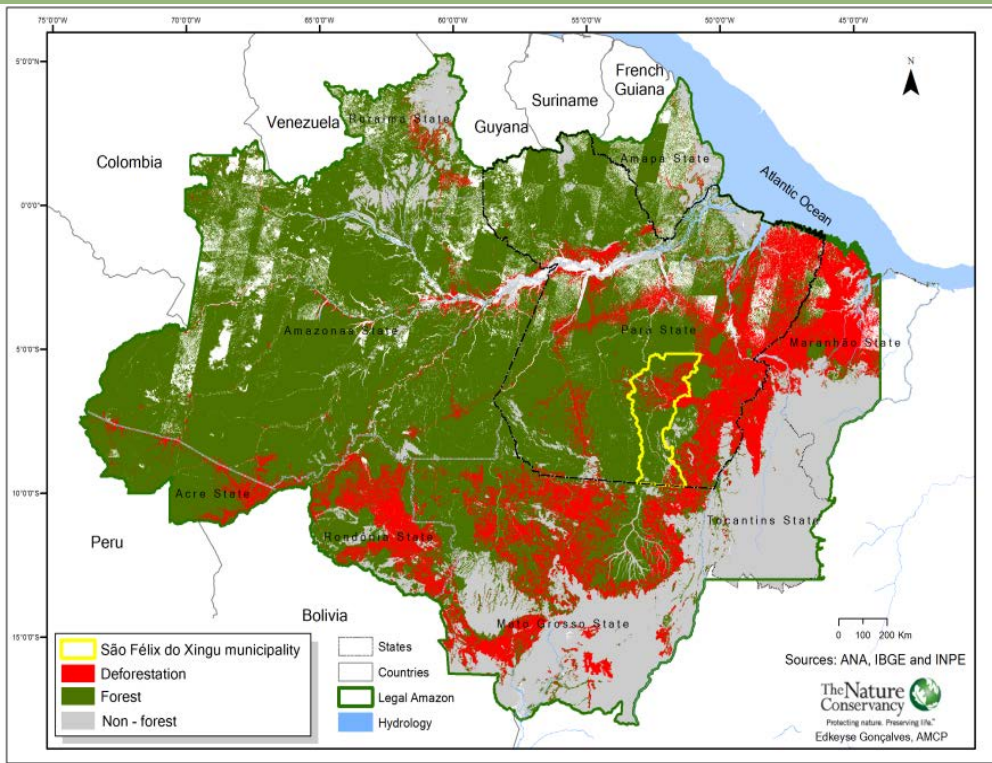 75°0'0"W
70°0'0"W
65°0'0"W
60°0'0"W
55°0'0"W
50°0'0"W
45°0'0"W
5°0'0"N
0°0'0"
5°0'0"S
10°0'0"S
15°0'0"S
N
French
Guiana
Suriname
Venezuela
Guyana
Colombia
Roraima State
Amapa State
Atlantic Ocean
Amazonaa State
Para State
Maranhão State
Acre State
Rondonia State
Tocantins State
Peru
Bolivia
Mato Grosso State
0 100 200 Km
Sources: ANA, IBGE and INPE
São Félix do Xingu municipality
Deforestation
Forest
Non - forest
States
Countries
Legal Amazon
Hydrology
The Nature
Conservancy
Protecting nature. Preserving life.™
Edkeyse Gonçalves, AMCP